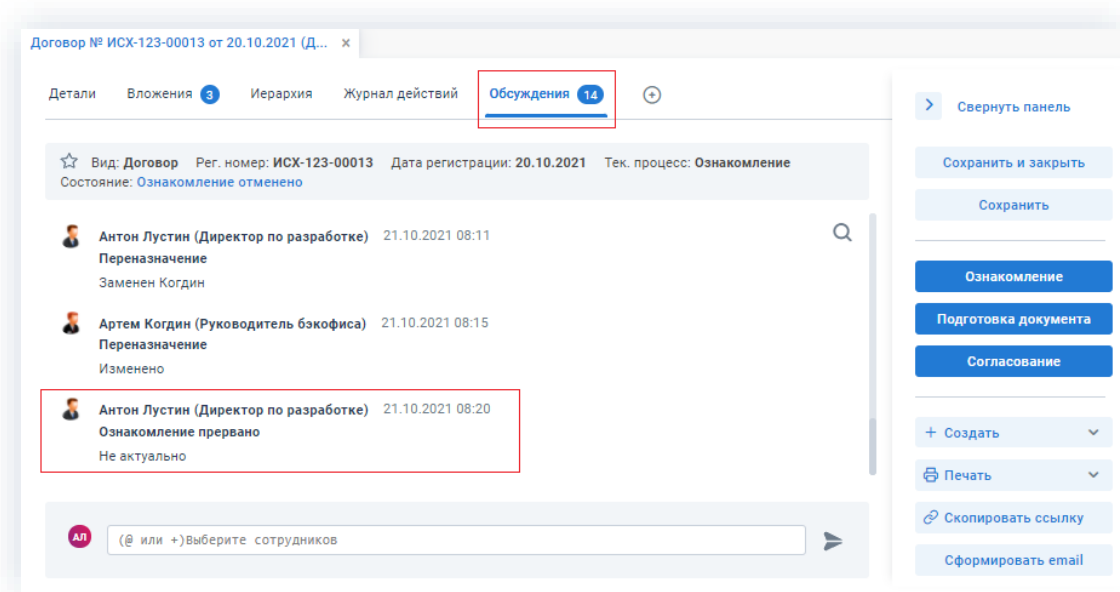 Договор № ИСХ-123-00013 от 20.10.2021 (Д... ×
Детали Вложения 3 Иерархия Журнал действий Обсуждения 14
Вид: Договор Рег. номер: ИСХ-123-00013 Дата регистрации: 20.10.2021 Тек. процесс: Ознакомление
Состояние: Ознакомление отменено
Антон Лустин (Директор по разработке) 21.10.2021 08:11
Переназначение
Заменен Когдин
Артем Когдин (Руководитель бэкофиса) 21.10.2021 08:15
Переназначение
Изменено
Антон Лустин (Директор по разработке) 21.10.2021 08:20
Ознакомление прервано
Не актуально
АЛ (@ или +)Выберите сотрудников
Свернуть панель
Сохранить и закрыть
Сохранить
Ознакомление
Подготовка документа
Согласование
+ Создать
Печать
Скопировать ссылку
Сформировать email